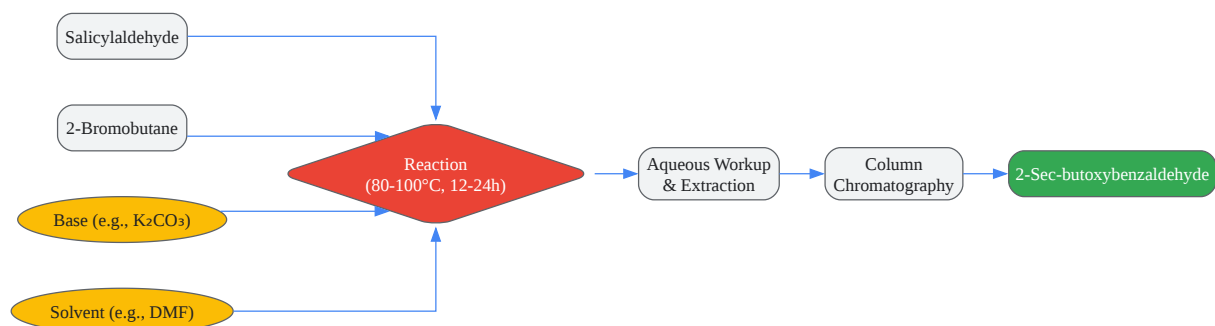 Salicylaldehyde
2-Bromobutane
Base (e.g., K₂CO₃)
Solvent (e.g., DMF)
Reaction
(80-100°C, 12-24h)
Aqueous Workup
& Extraction
Column
Chromatography
2-Sec-butoxybenzaldehyde